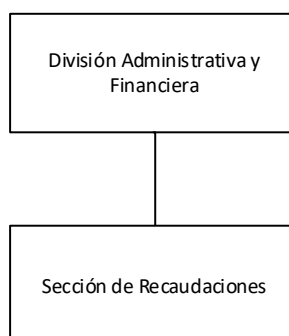 División Administrativa y
Financiera
Sección de Recaudaciones